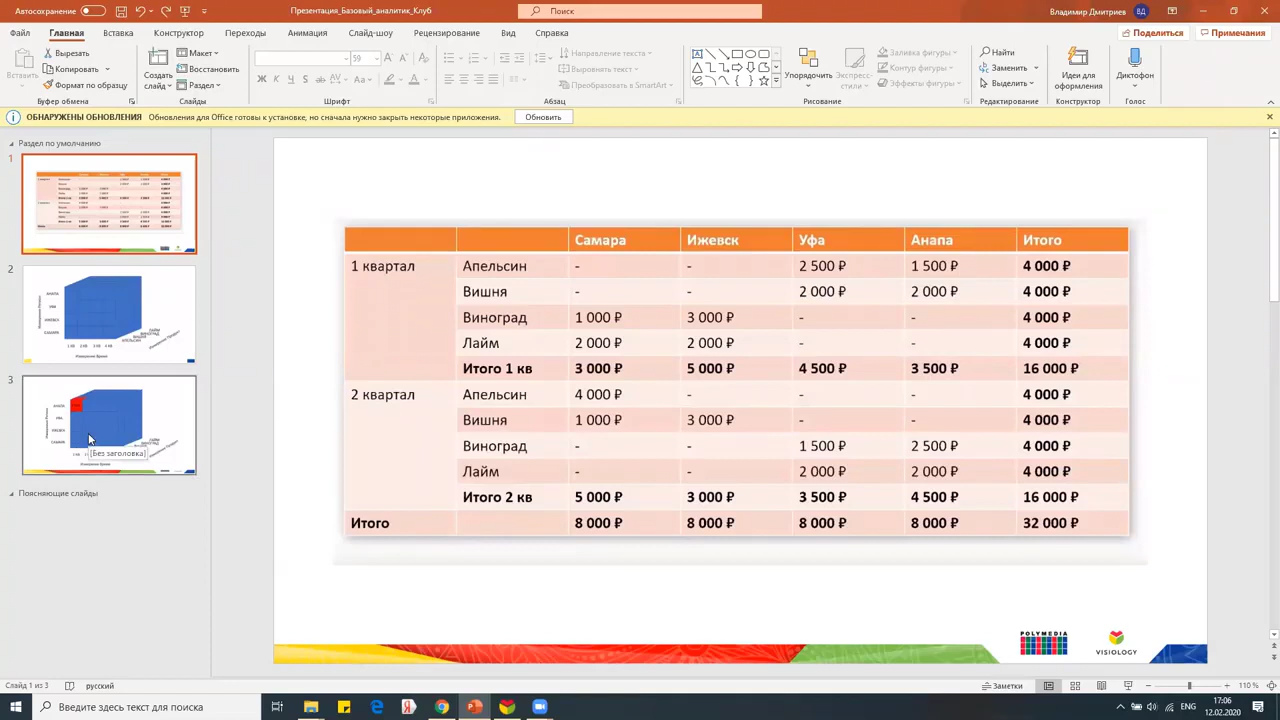 Автосохранение
Презентация_Базовый_аналитик_Клуб
Поиск
Владимир Дмитриев
ВД
Файл Главная Вставка Конструктор Переходы Анимация Слайд-шоу Рецензирование Вид Справка
Поделиться Примечания
Вставить
Вырезать
Копировать
Формат по образцу
Буфер обмена
Создать слайд
Макет
Восстановить
Раздел
Слайды
59
Ж К Ч S
Шрифт
Направление текста
Выровнять текст
Преобразовать в SmartArt
Абзац
Упорядочить
Экспресс-стили
Заливка фигуры
Контур фигуры
Эффекты фигуры
Рисование
Найти
Заменить
Выделить
Редактирование
Идеи для оформления
Конструктор
Диктофон
Голос
ОБНАРУЖЕНЫ ОБНОВЛЕНИЯ Обновления для Office готовы к установке, но сначала нужно закрыть некоторые приложения. Обновить
Раздел по умолчанию
1
2
3
[Без заголовка]
Поясняющие слайды
Самара Ижевск Уфа Анапа Итого
1 квартал Апельсин - - 2 500 ₽ 1 500 ₽ 4 000 ₽
Вишня - - 2 000 ₽ 2 000 ₽ 4 000 ₽
Виноград 1 000 ₽ 3 000 ₽ - - 4 000 ₽
Лайм 2 000 ₽ 2 000 ₽ - - 4 000 ₽
Итого 1 кв 3 000 ₽ 5 000 ₽ 4 500 ₽ 3 500 ₽ 16 000 ₽
2 квартал Апельсин 4 000 ₽ - - - 4 000 ₽
Вишня 1 000 ₽ 3 000 ₽ - - 4 000 ₽
Виноград - - 1 500 ₽ 2 500 ₽ 4 000 ₽
Лайм - - 2 000 ₽ 2 000 ₽ 4 000 ₽
Итого 2 кв 5 000 ₽ 3 000 ₽ 3 500 ₽ 4 500 ₽ 16 000 ₽
Итого 8 000 ₽ 8 000 ₽ 8 000 ₽ 8 000 ₽ 32 000 ₽
POLYMEDIA
VISIOLOGY
Слайд 1 из 3 русский
Заметки
110 %
Введите здесь текст для поиска
17:06
12.02.2020